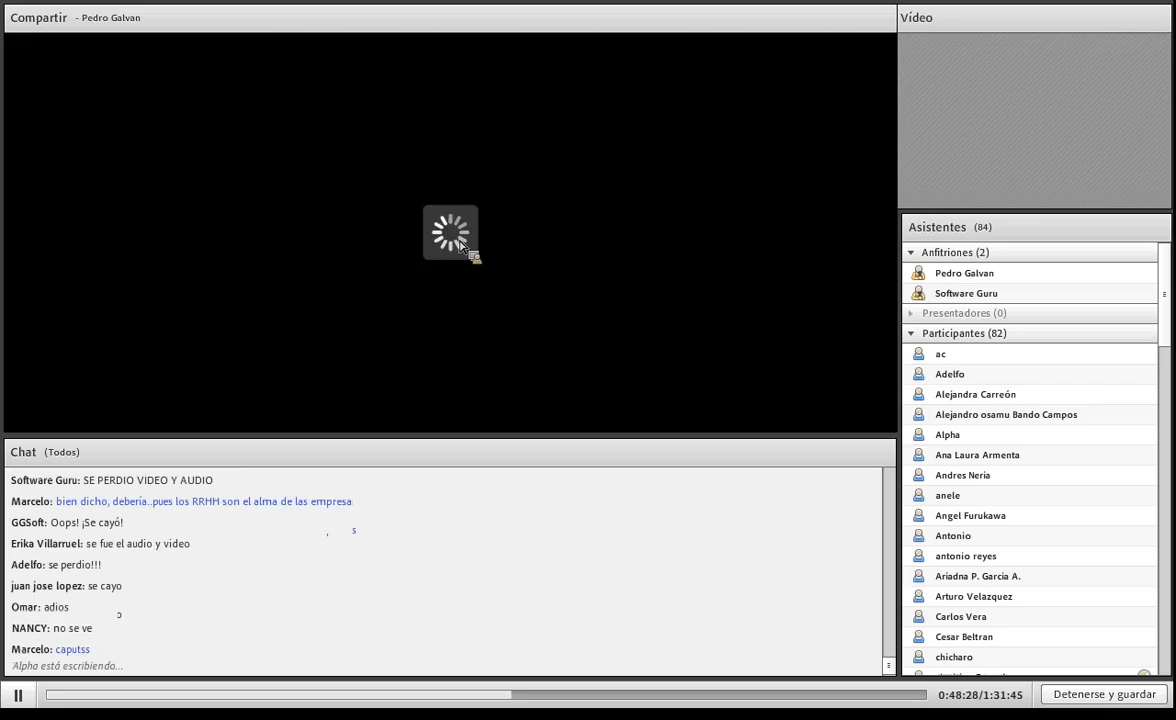 Compartir - Pedro Galvan
Vídeo
Asistentes (84)
Anfitriones (2)
Pedro Galvan
Software Guru
Presentadores (0)
Participantes (82)
ac
Adelfo
Alejandra Carreón
Alejandro osamu Bando Campos
Alpha
Ana Laura Armenta
Andres Neria
anele
Angel Furukawa
Antonio
antonio reyes
Ariadna P. Garcia A.
Arturo Velazquez
Carlos Vera
Cesar Beltran
chicharo
Chat (Todos)
Software Guru: SE PERDIO VIDEO Y AUDIO
Marcelo: bien dicho, debería..pues los RRHH son el alma de las empresa
GGSoft: Oops! ¡Se cayó!
, s
Erika Villarruel: se fue el audio y video
Adelfo: se perdio!!!
juan jose lopez: se cayo
Omar: adios
NANCY: no se ve
Marcelo: caputss
Alpha está escribiendo...
0:48:28/1:31:45
Detenerse y guardar